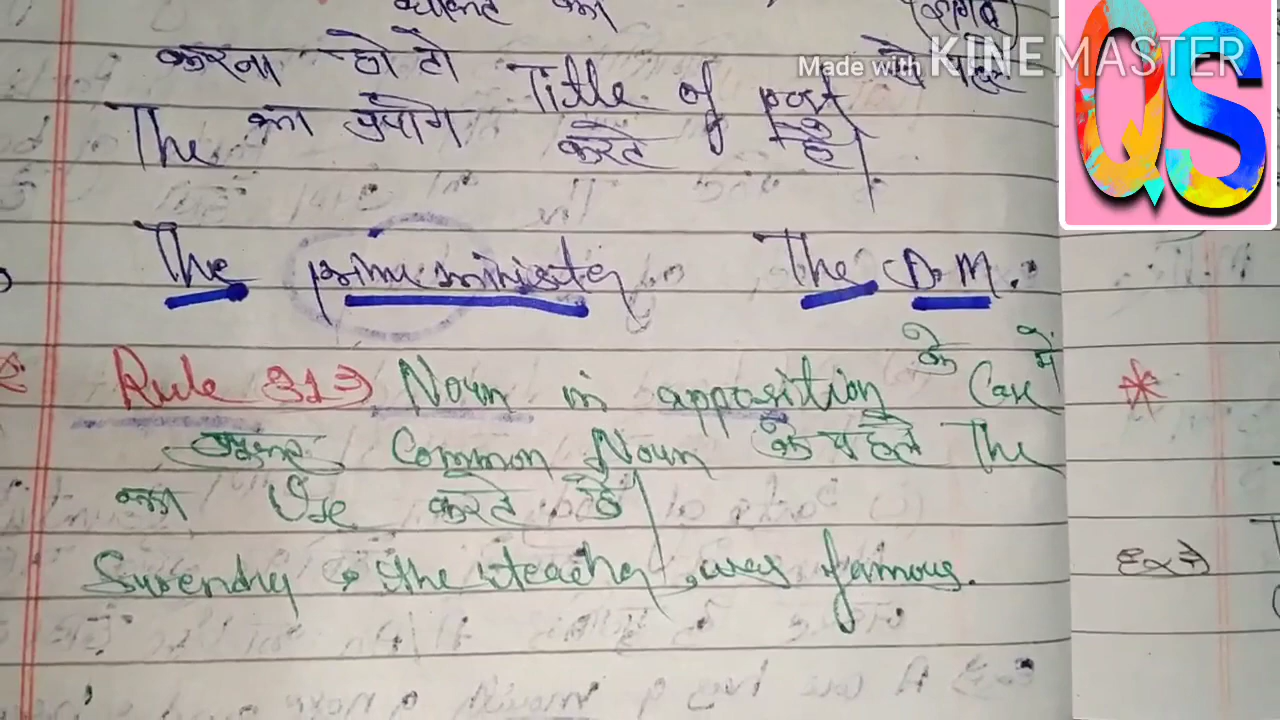 करना हो तो Title of post के पहले
The का प्रयोग करते है।
The prime minister The D.M.
Rule 31→ Noun in apposition के Case में
Common Noun के पहले The
का Use करते है।
Surendra, the teacher, was famous.
Ex→
Made with KINEMASTER
QS